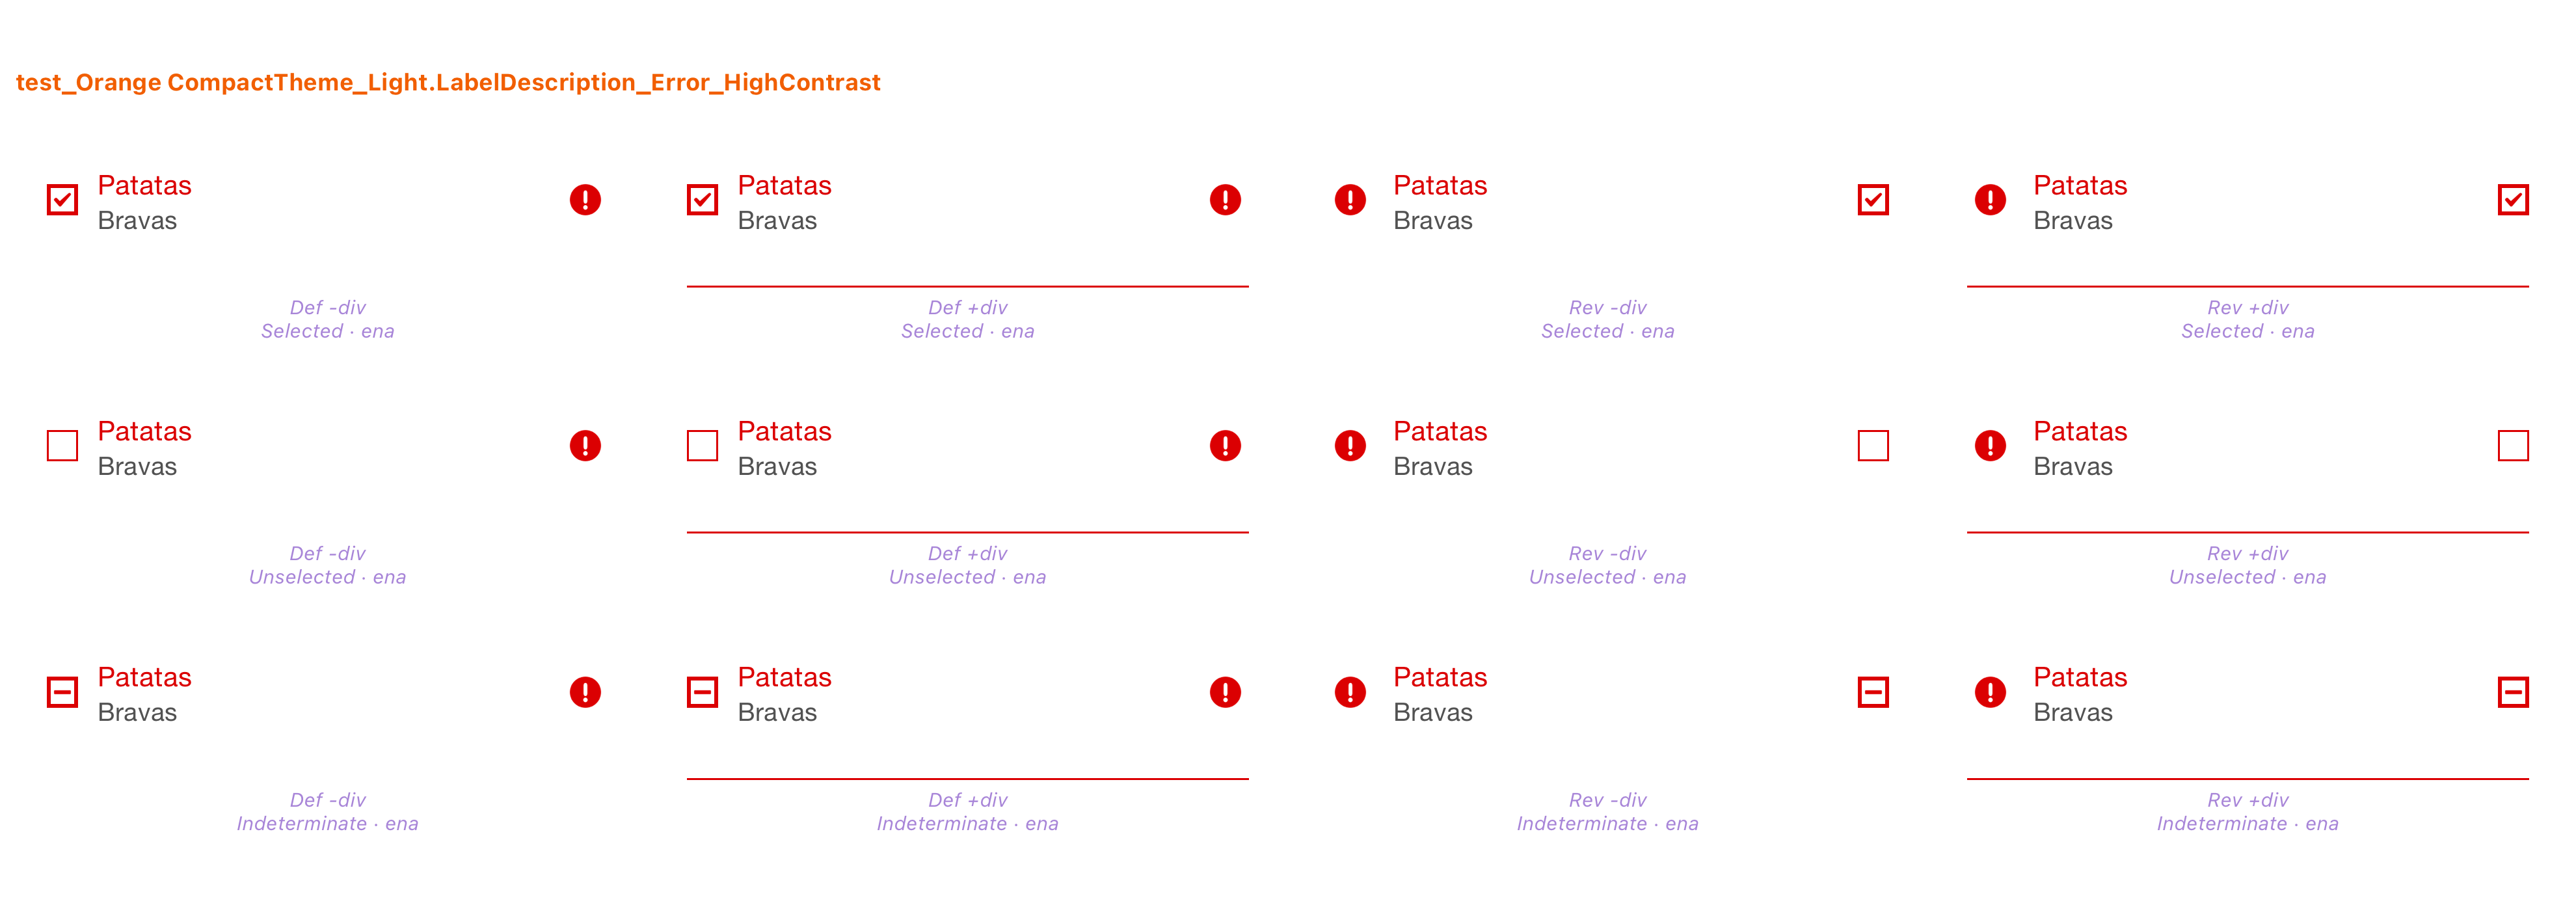 test_Orange CompactTheme_Light.LabelDescription_Error_HighContrast
Patatas
Bravas
Def -div
Selected · ena
Patatas
Bravas
Def +div
Selected · ena
Patatas
Bravas
Rev -div
Selected · ena
Patatas
Bravas
Rev +div
Selected · ena
Patatas
Bravas
Def -div
Unselected · ena
Patatas
Bravas
Def +div
Unselected · ena
Patatas
Bravas
Rev -div
Unselected · ena
Patatas
Bravas
Rev +div
Unselected · ena
Patatas
Bravas
Def -div
Indeterminate · ena
Patatas
Bravas
Def +div
Indeterminate · ena
Patatas
Bravas
Rev -div
Indeterminate · ena
Patatas
Bravas
Rev +div
Indeterminate · ena